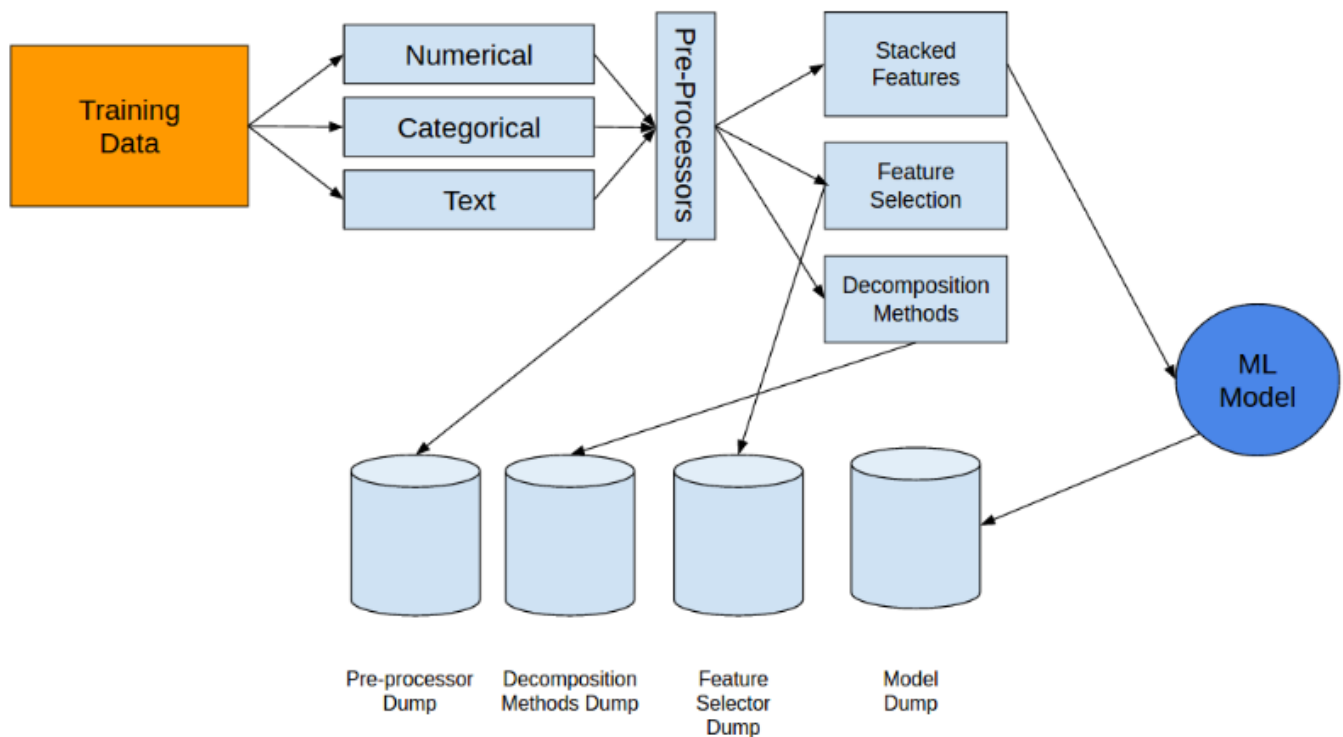 Training
Data
Numerical
Categorical
Text
Pre-Processors
Stacked
Features
Feature
Selection
Decomposition
Methods
ML
Model
Pre-processor
Dump
Decomposition
Methods Dump
Feature
Selector
Dump
Model
Dump